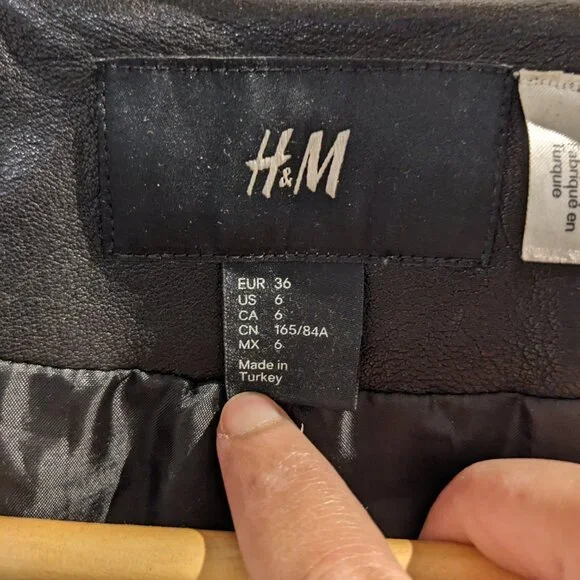 H&M
EUR 36
US 6
CA 6
CN 165/84A
MX 6
Made in
Turkey
Fabriqué en
Turquie